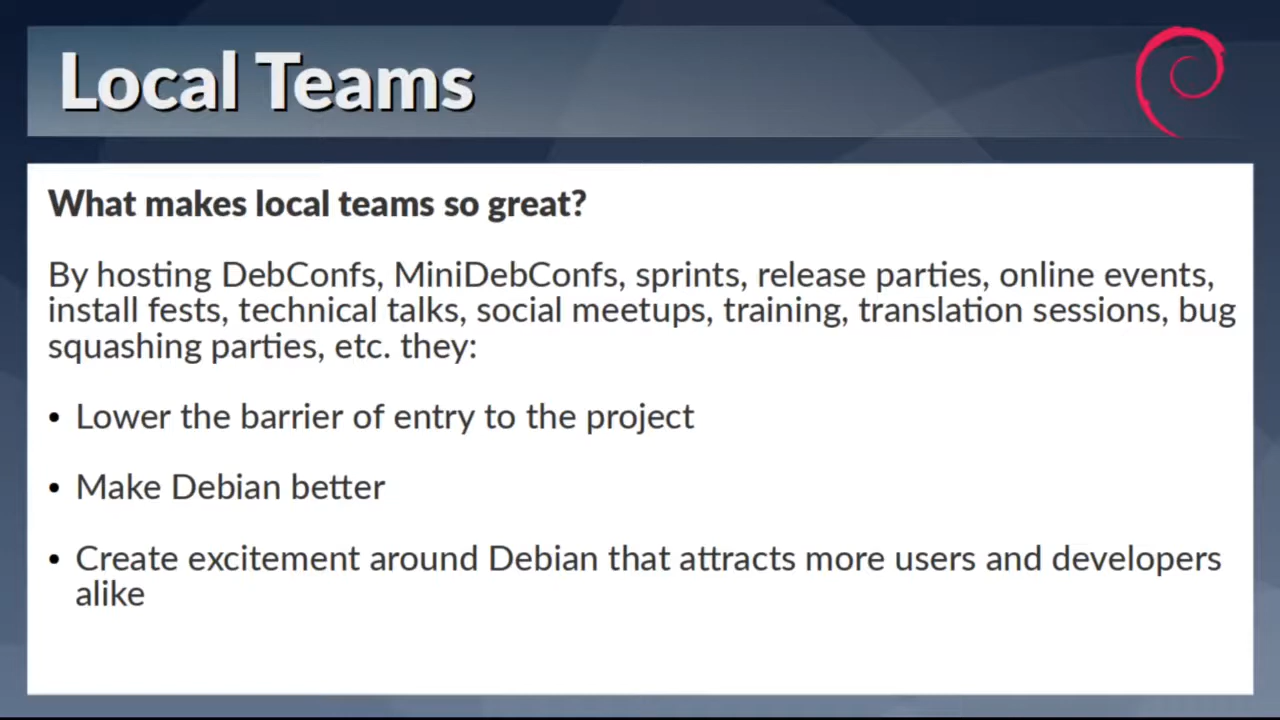 Local Teams
What makes local teams so great?
By hosting DebConfs, MiniDebConfs, sprints, release parties, online events,
install fests, technical talks, social meetups, training, translation sessions, bug
squashing parties, etc. they:
• Lower the barrier of entry to the project
• Make Debian better
• Create excitement around Debian that attracts more users and developers
alike